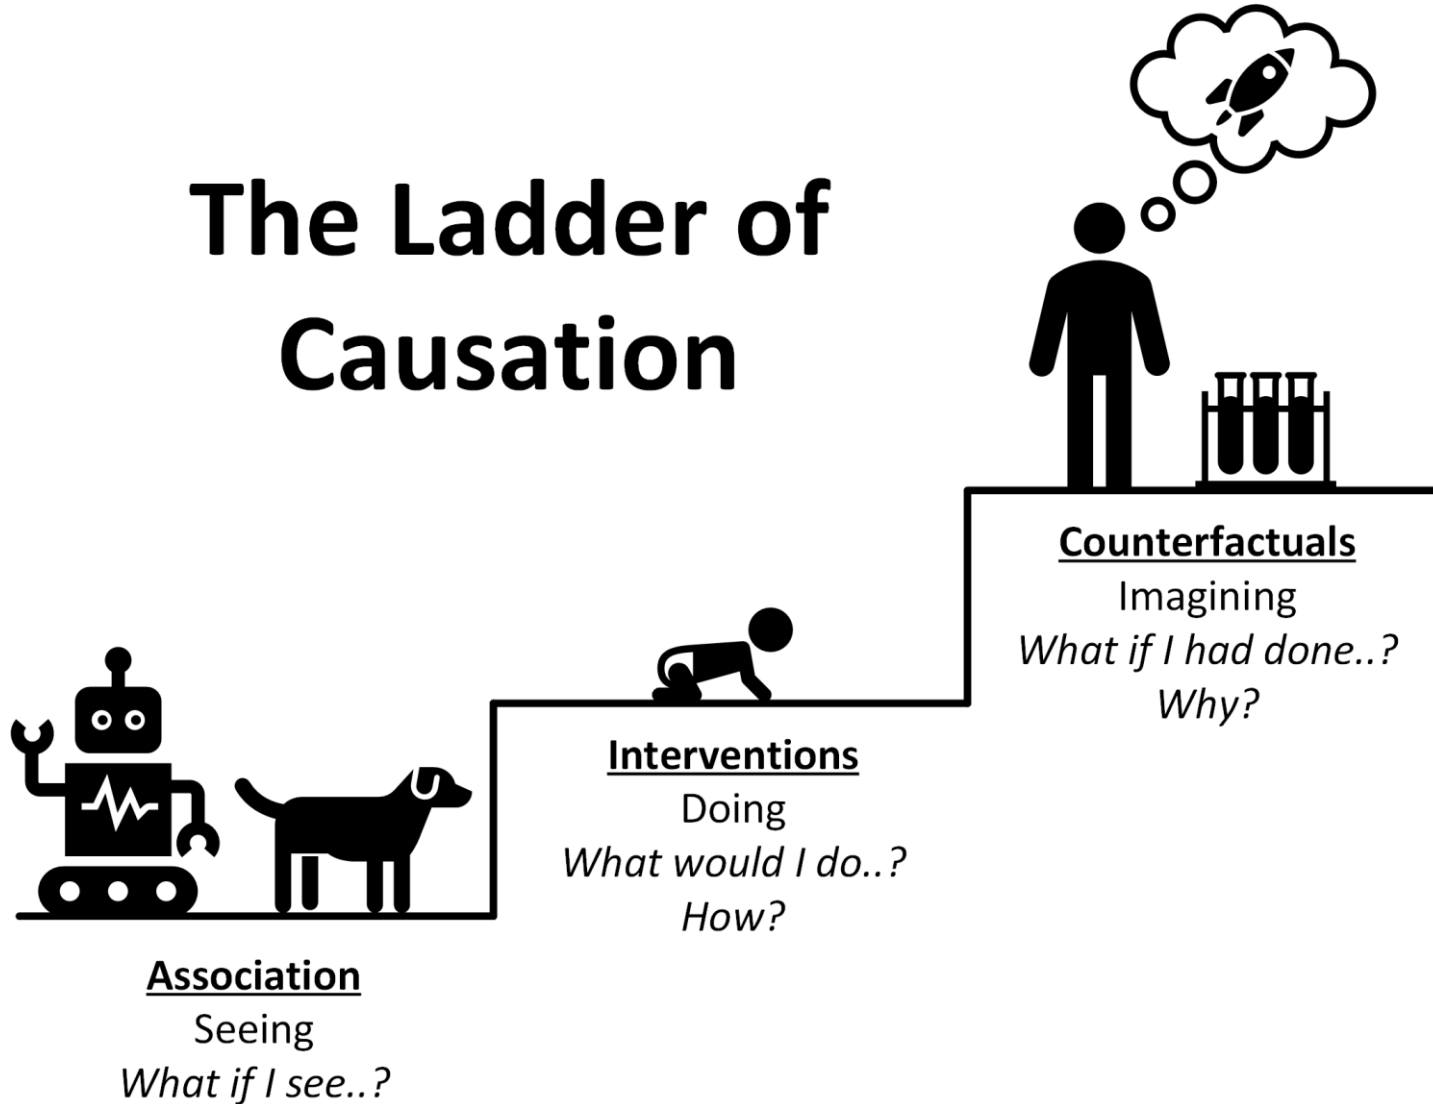 The Ladder of
Causation
Counterfactuals
Imagining
What if I had done..?
Why?
Interventions
Doing
What would I do..?
How?
Association
Seeing
What if I see..?